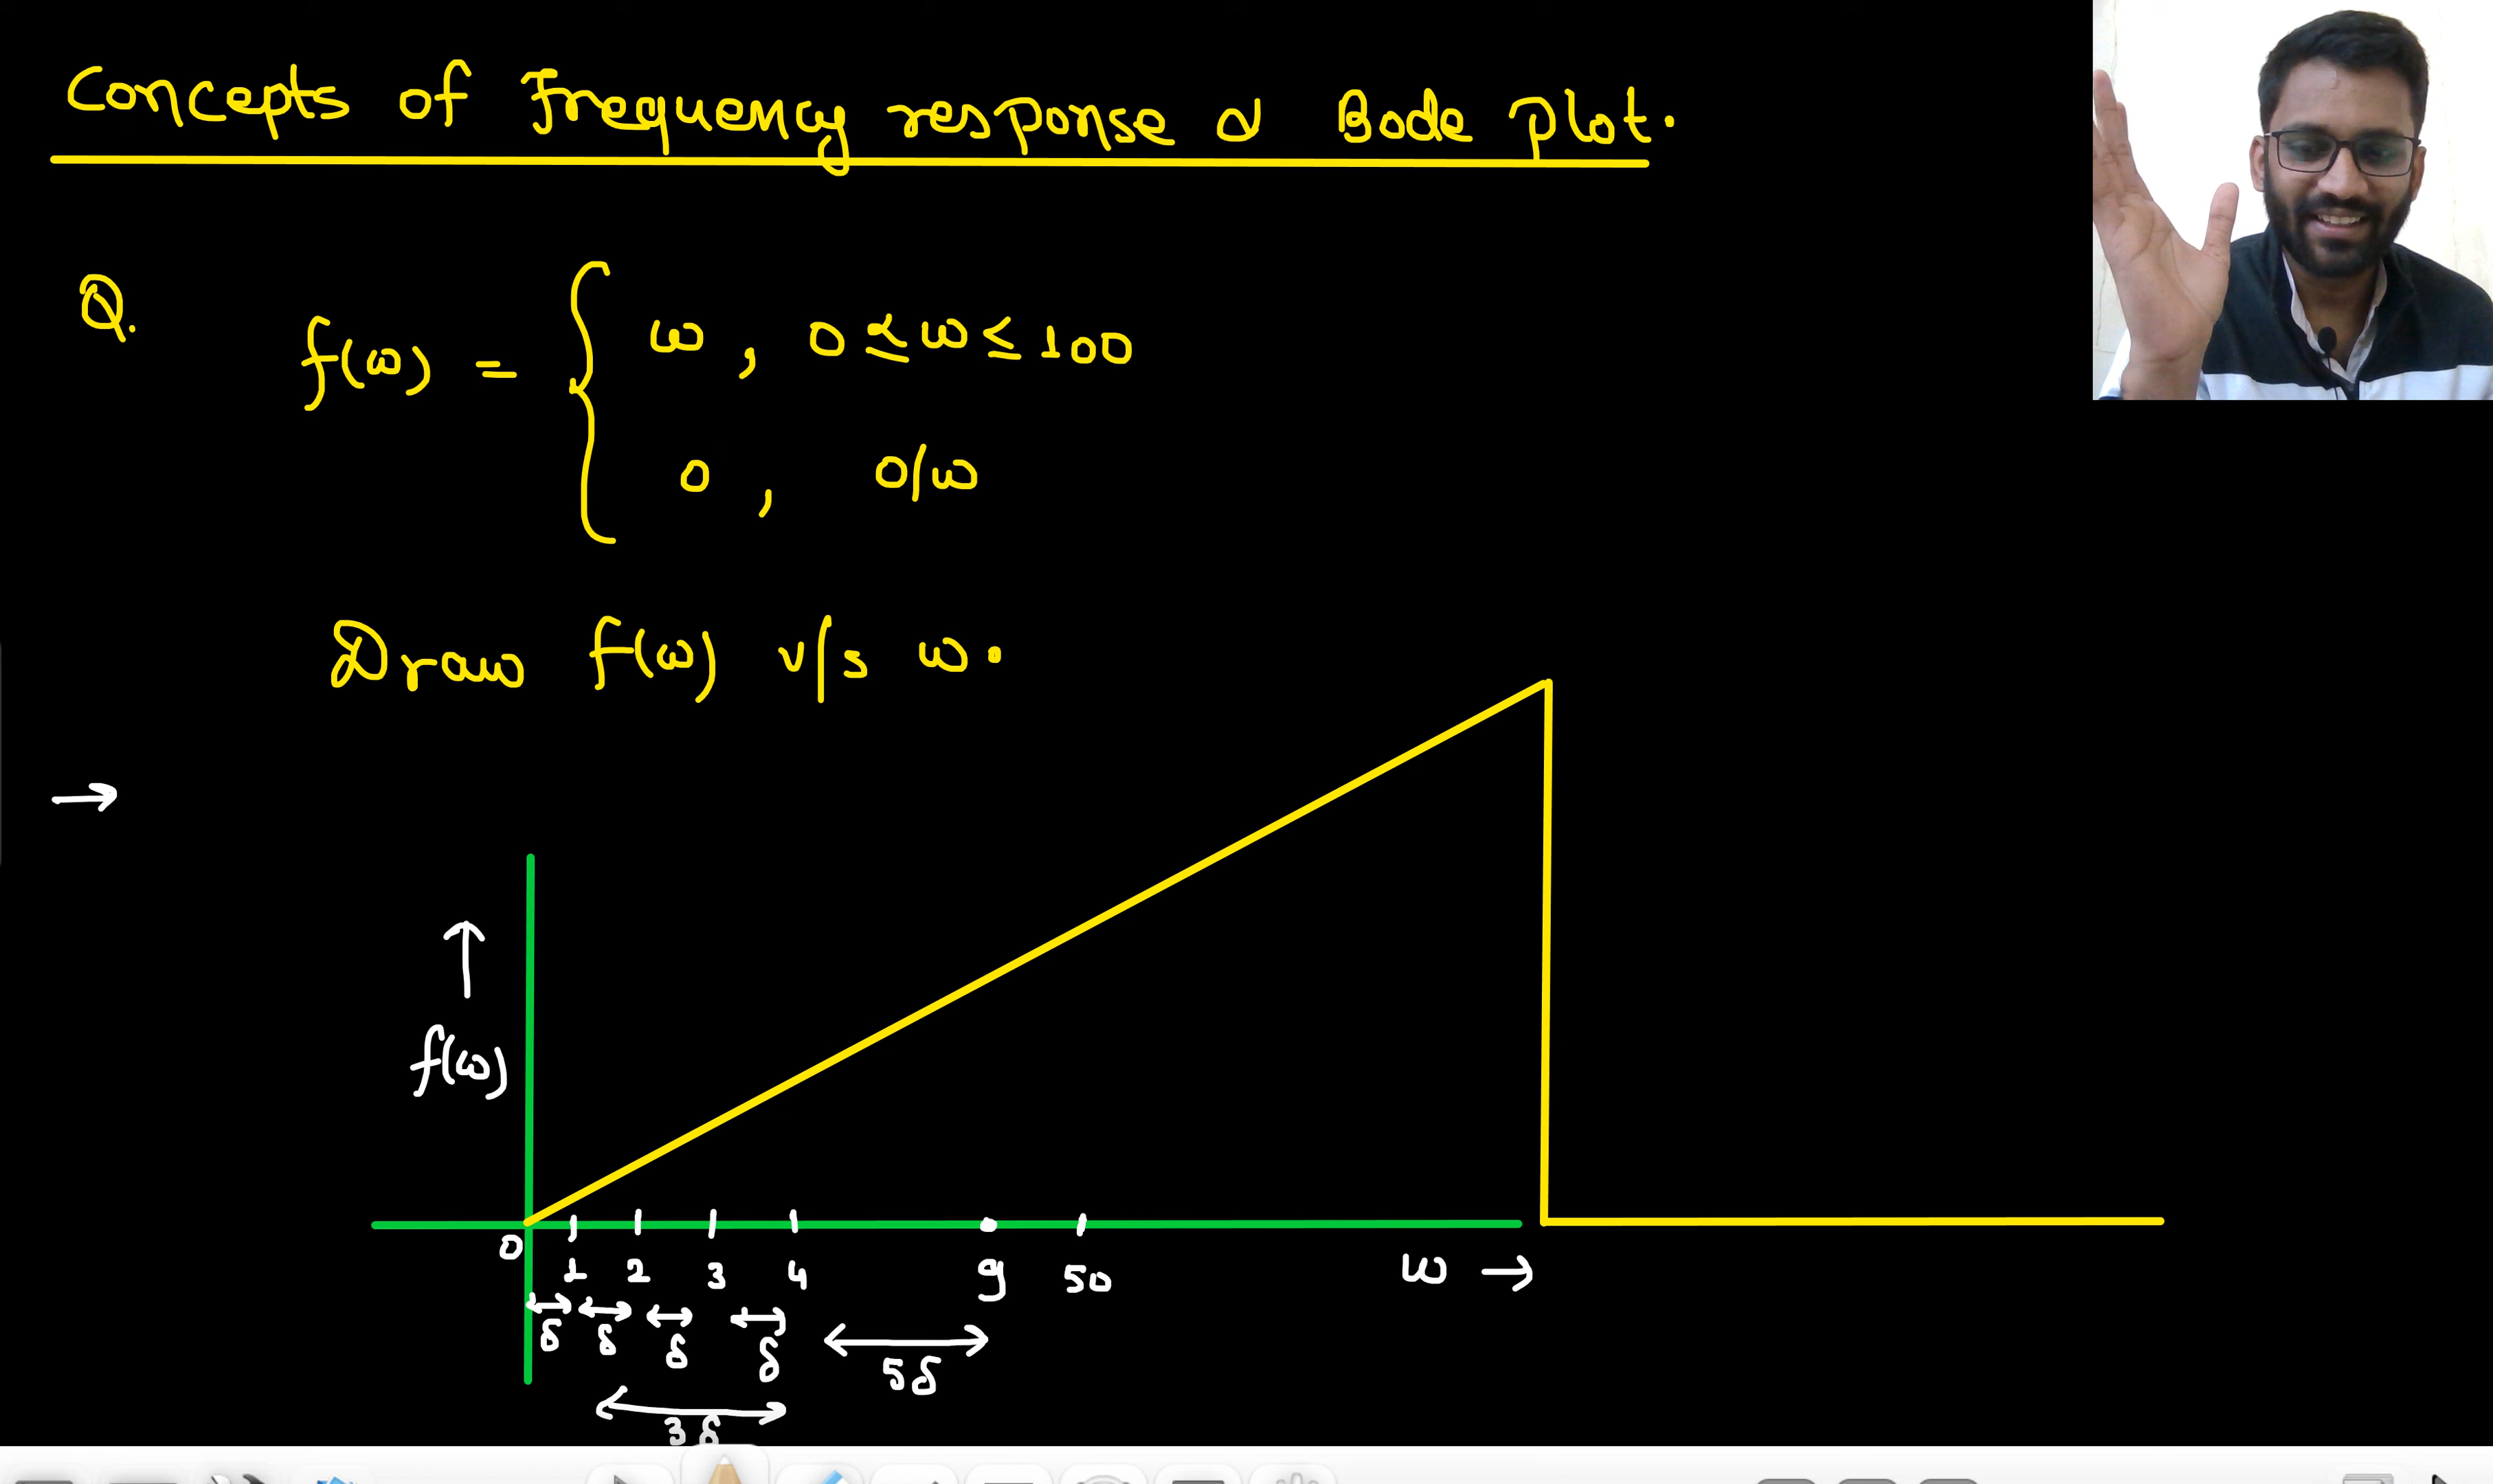 Concepts of Frequency response & Bode plot.
Q.
f(ω) = { ω , 0 ≤ ω ≤ 100
0 , O/ω
Draw f(ω) v/s ω.
→
↑
f(ω)
0 1 2 3 4 9 50 ω →
δ δ δ δ 5δ
3δ